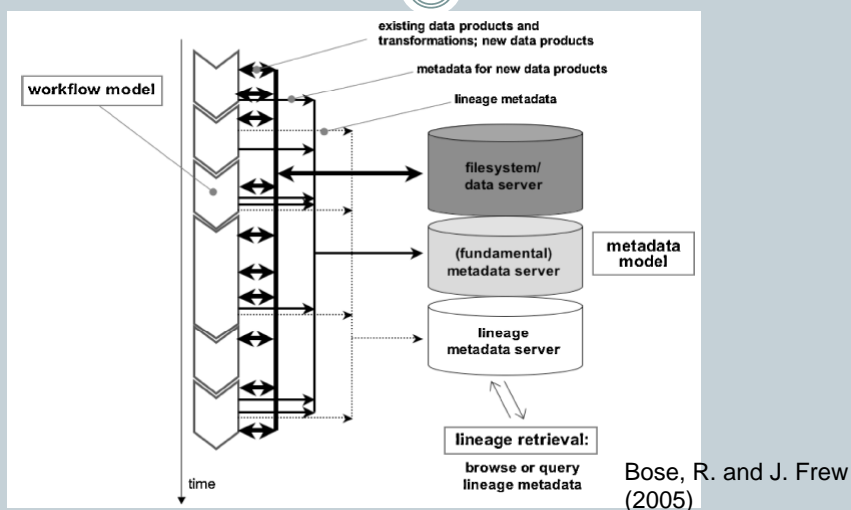 existing data products and
transformations; new data products
metadata for new data products
workflow model
lineage metadata
filesystem/
data server
(fundamental)
metadata server
metadata
model
lineage
metadata server
lineage retrieval:
browse or query
lineage metadata
time
Bose, R. and J. Frew
(2005)